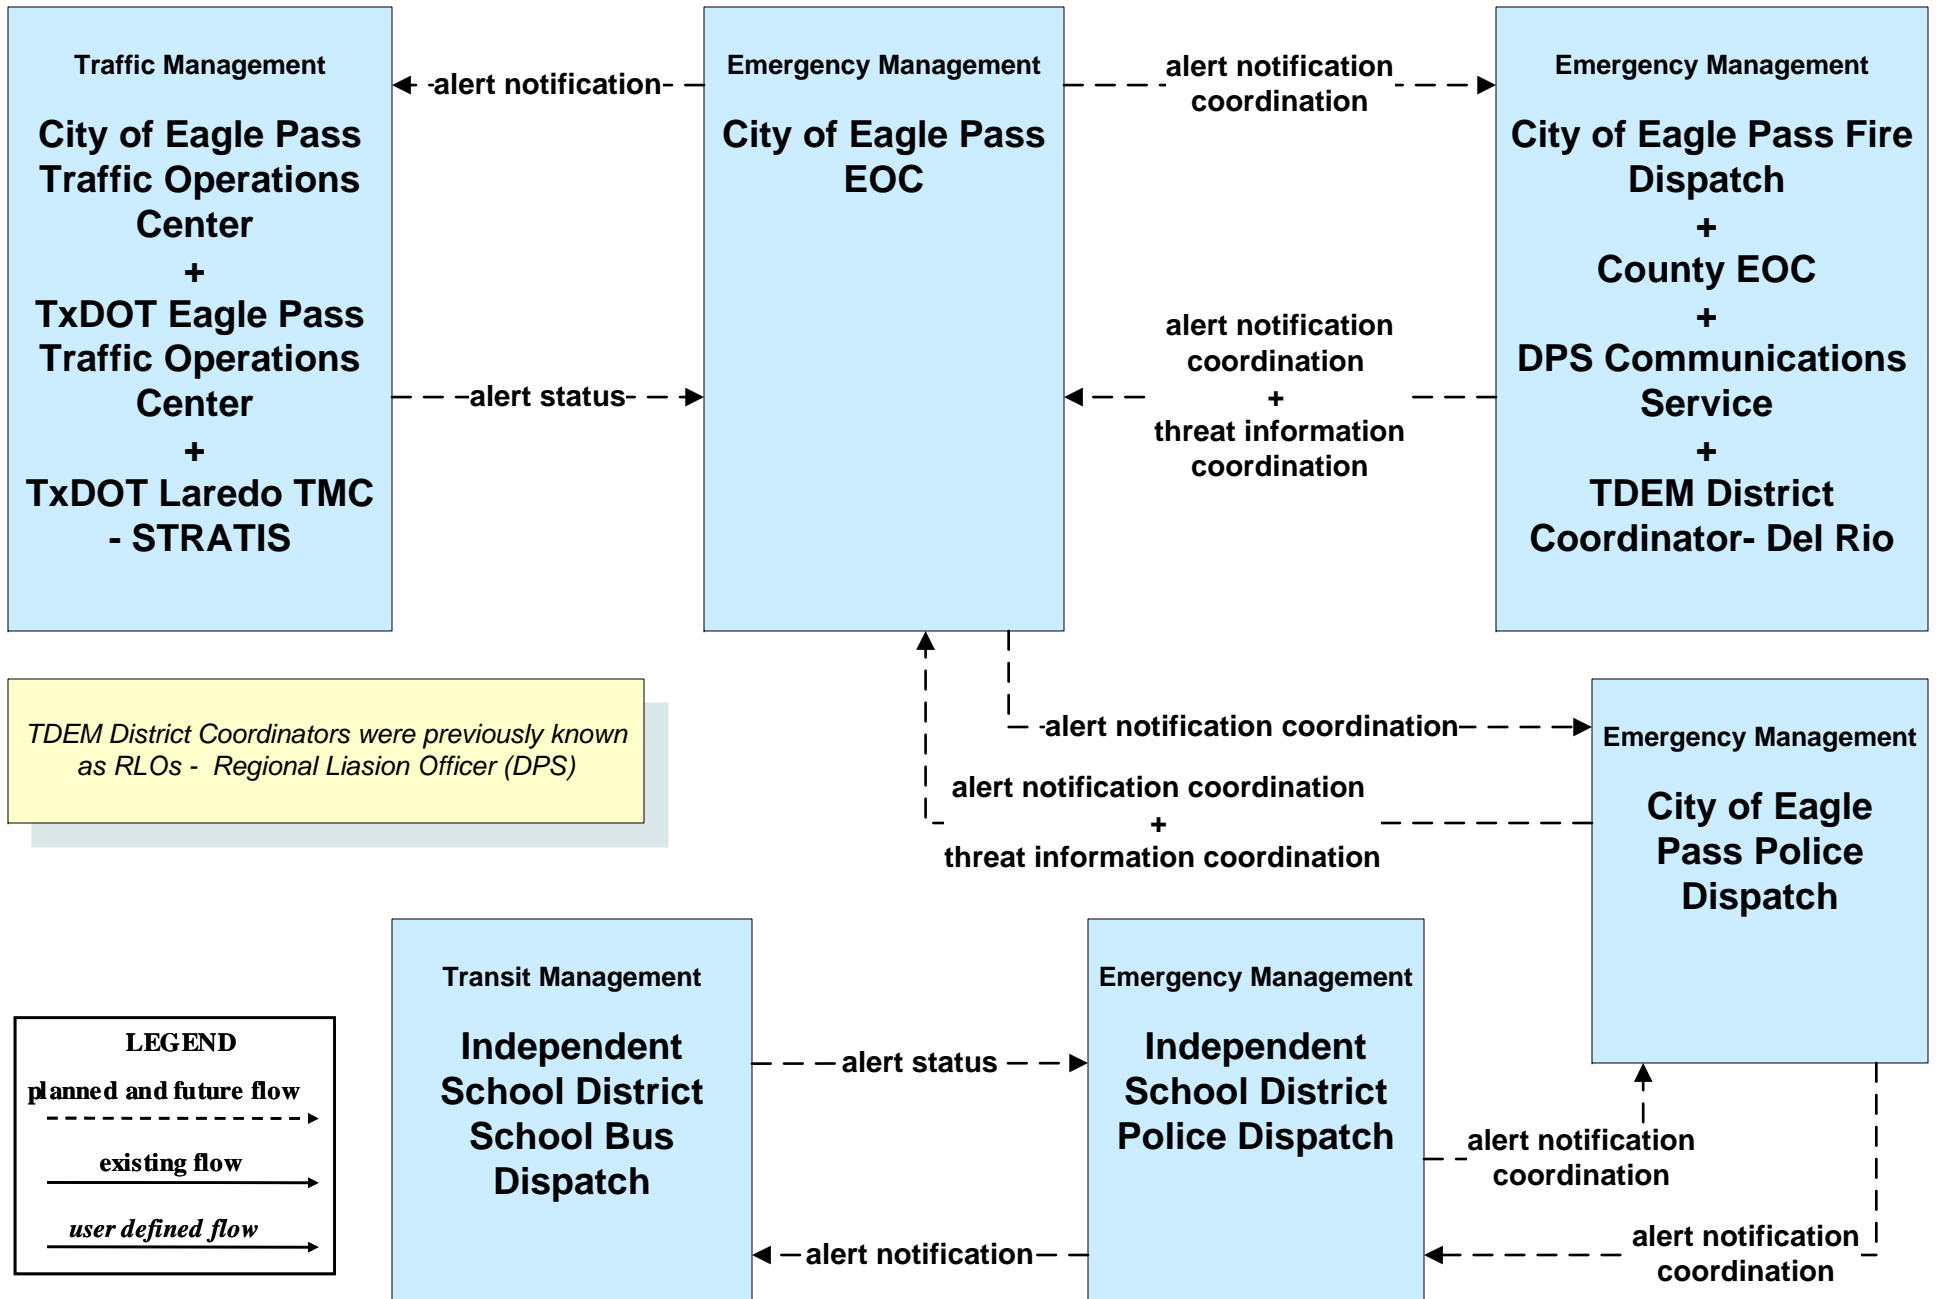 Traffic Management
City of Eagle Pass
Traffic Operations
Center
+
TxDOT Eagle Pass
Traffic Operations
Center
+
TxDOT Laredo TMC
- STRATIS
alert notification
alert status
Emergency Management
City of Eagle Pass
EOC
alert notification
coordination
alert notification
coordination
+
threat information
coordination
Emergency Management
City of Eagle Pass Fire
Dispatch
+
County EOC
+
DPS Communications
Service
+
TDEM District
Coordinator- Del Rio
TDEM District Coordinators were previously known
as RLOs - Regional Liasion Officer (DPS)
alert notification coordination
alert notification coordination
+
threat information coordination
Emergency Management
City of Eagle
Pass Police
Dispatch
Transit Management
Independent
School District
School Bus
Dispatch
alert status
alert notification
Emergency Management
Independent
School District
Police Dispatch
alert notification
coordination
alert notification
coordination
LEGEND
planned and future flow
existing flow
user defined flow